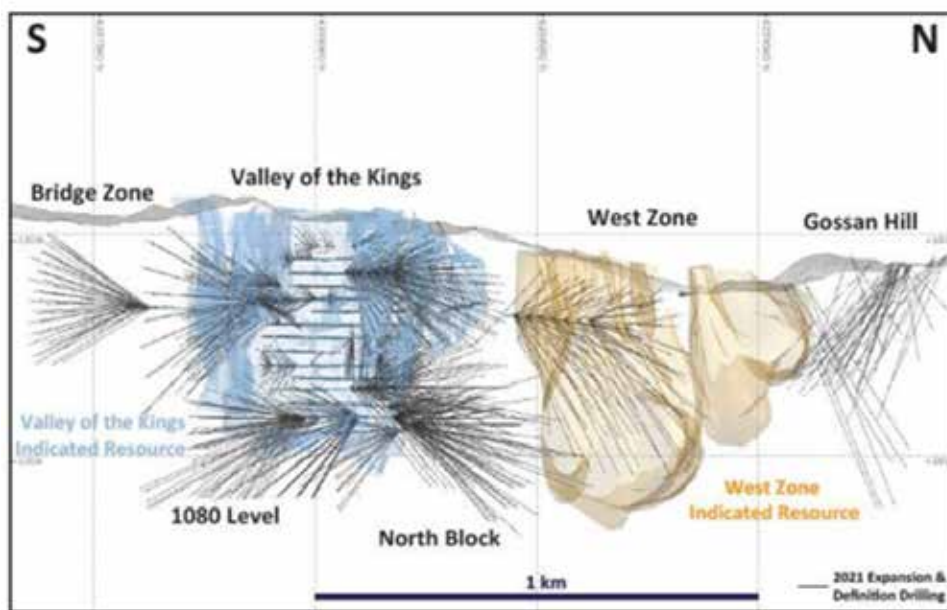 S
N
Valley of the Kings
Bridge Zone
West Zone
Gossan Hill
Valley of the Kings
Indicated Resource
1080 Level
North Block
West Zone
Indicated Resource
1 km
2021 Expansion &
Definition Drilling